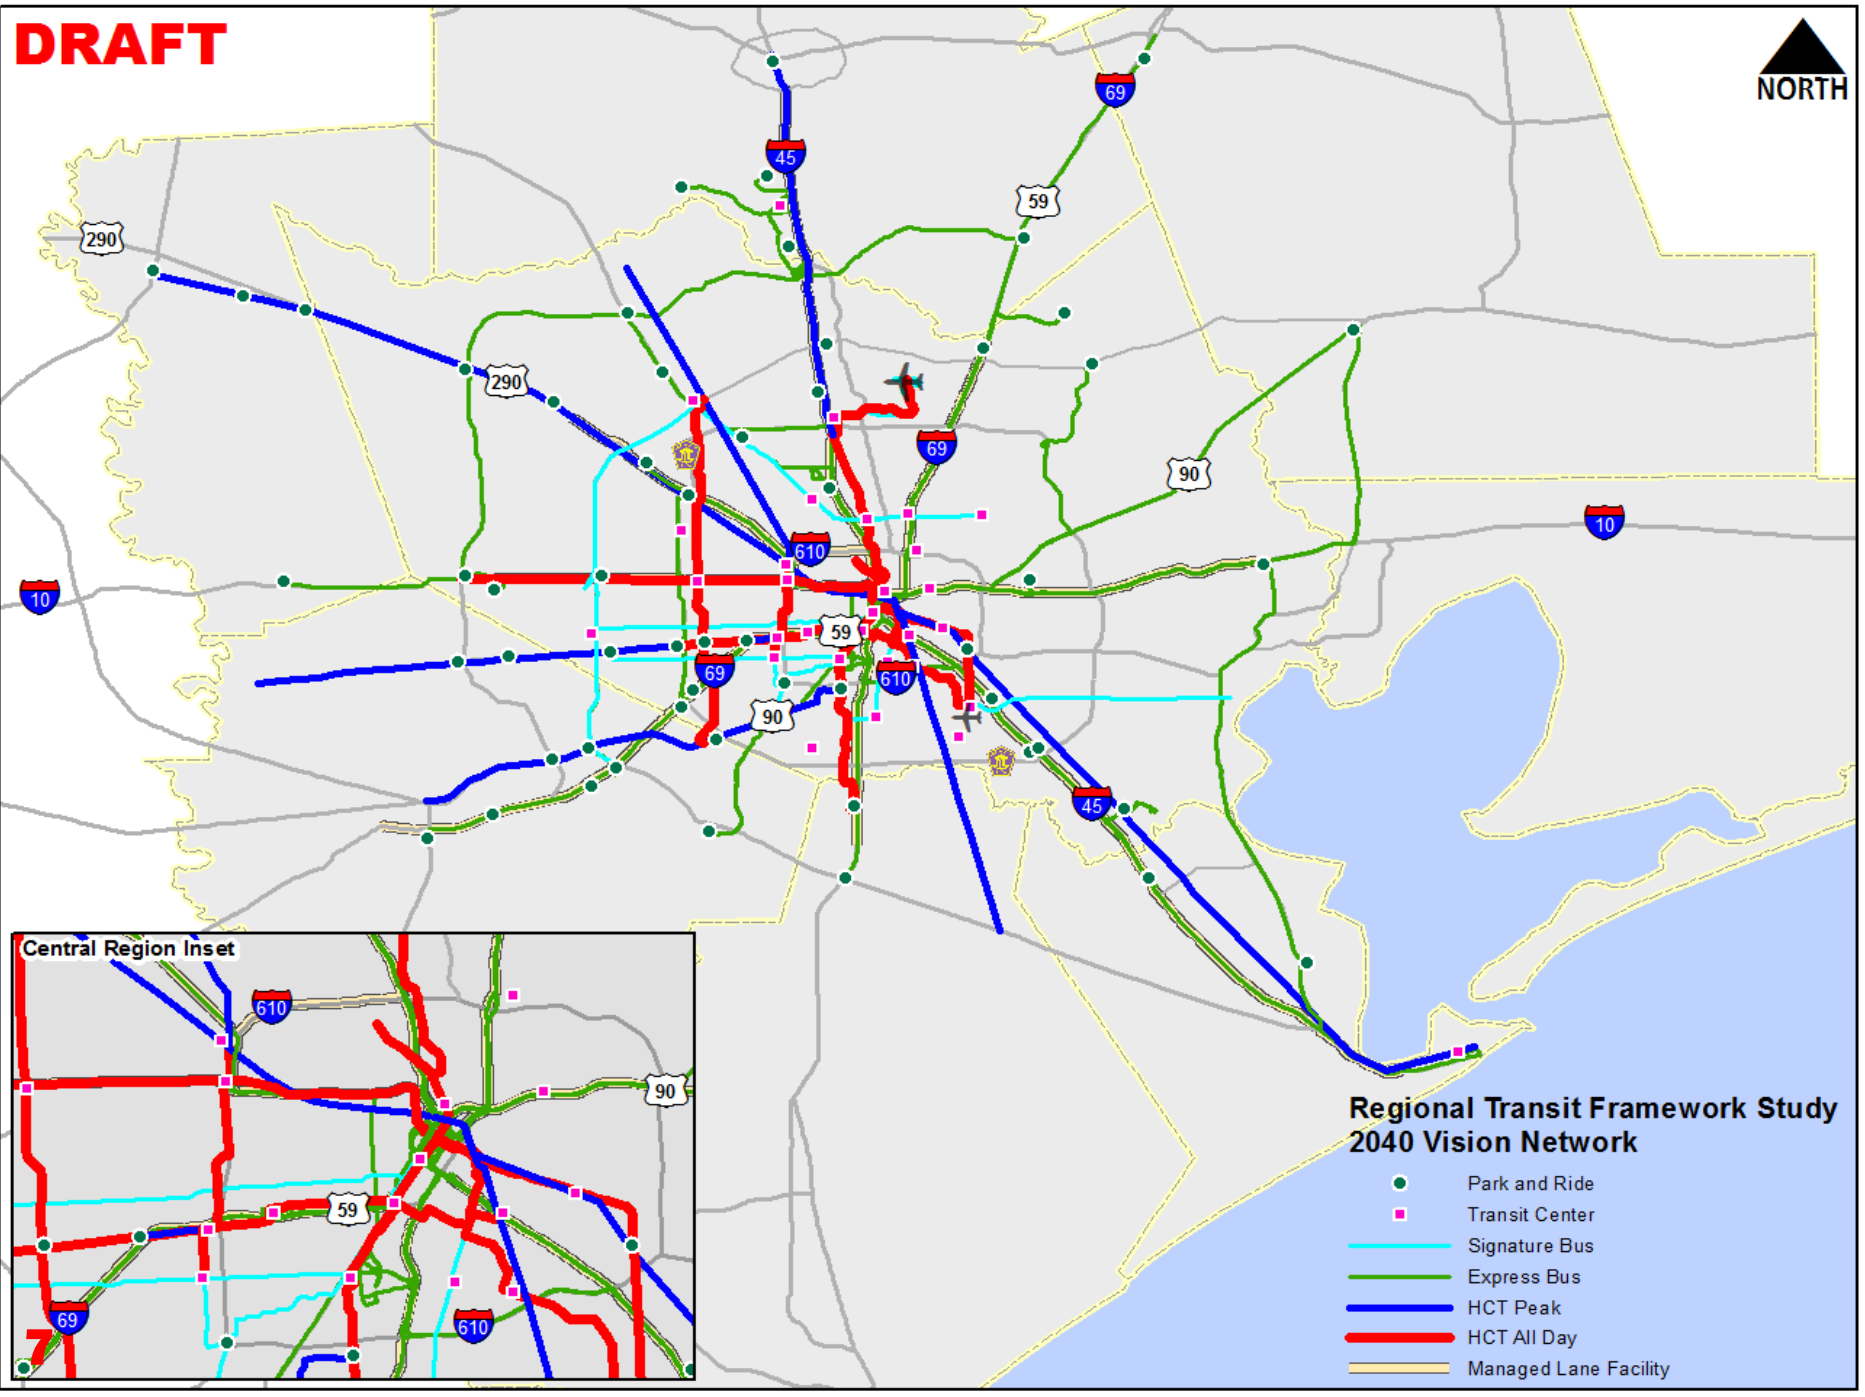 DRAFT
NORTH
69
45
59
290
290
69
90
10
610
10
59
69
610
90
45
Central Region Inset
610
90
59
69
610
7
Regional Transit Framework Study
2040 Vision Network
Park and Ride
Transit Center
Signature Bus
Express Bus
HCT Peak
HCT All Day
Managed Lane Facility